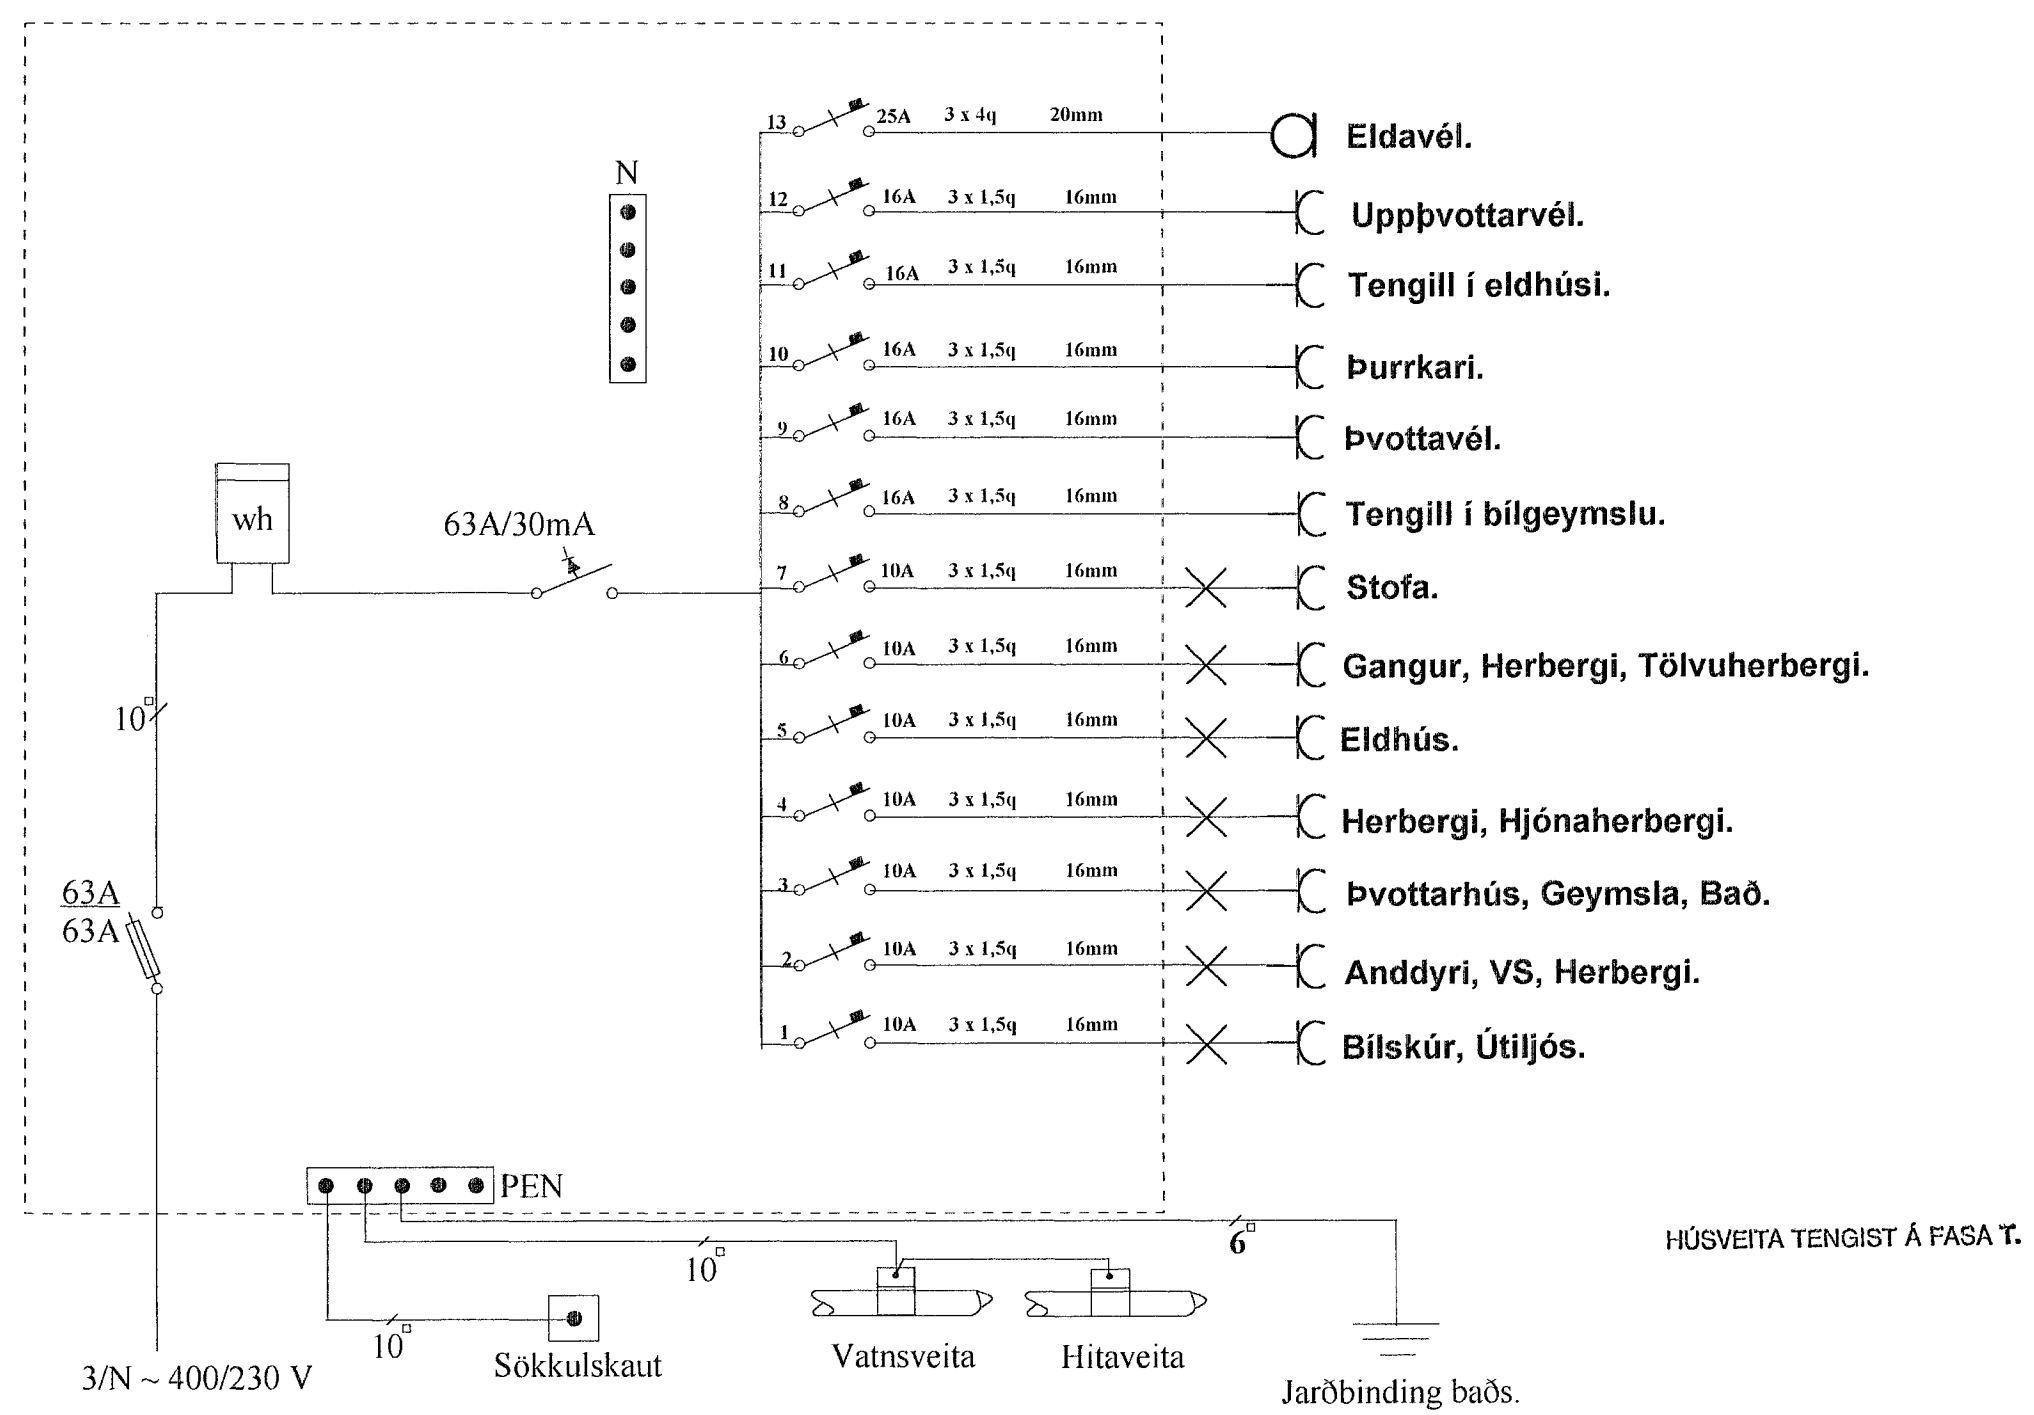 13 25A 3 x 4q 20mm Eldavél.
N
12 16A 3 x 1,5q 16mm Uppþvottarvél.
11 16A 3 x 1,5q 16mm Tengill í eldhúsi.
10 16A 3 x 1,5q 16mm Þurrkari.
9 16A 3 x 1,5q 16mm Þvottavél.
8 16A 3 x 1,5q 16mm Tengill í bílgeymslu.
wh
63A/30mA
7 10A 3 x 1,5q 16mm Stofa.
6 10A 3 x 1,5q 16mm Gangur, Herbergi, Tölvuherbergi.
10□
5 10A 3 x 1,5q 16mm Eldhús.
4 10A 3 x 1,5q 16mm Herbergi, Hjónaherbergi.
3 10A 3 x 1,5q 16mm Þvottarhús, Geymsla, Bað.
63A
63A
2 10A 3 x 1,5q 16mm Anddyri, VS, Herbergi.
1 10A 3 x 1,5q 16mm Bílskúr, Útiljós.
PEN
6□
HÚSVEITA TENGIST Á FASA T.
10□
10□
Sökkulskaut
Vatnsveita
Hitaveita
3/N ~ 400/230 V
Jarðbinding baðs.